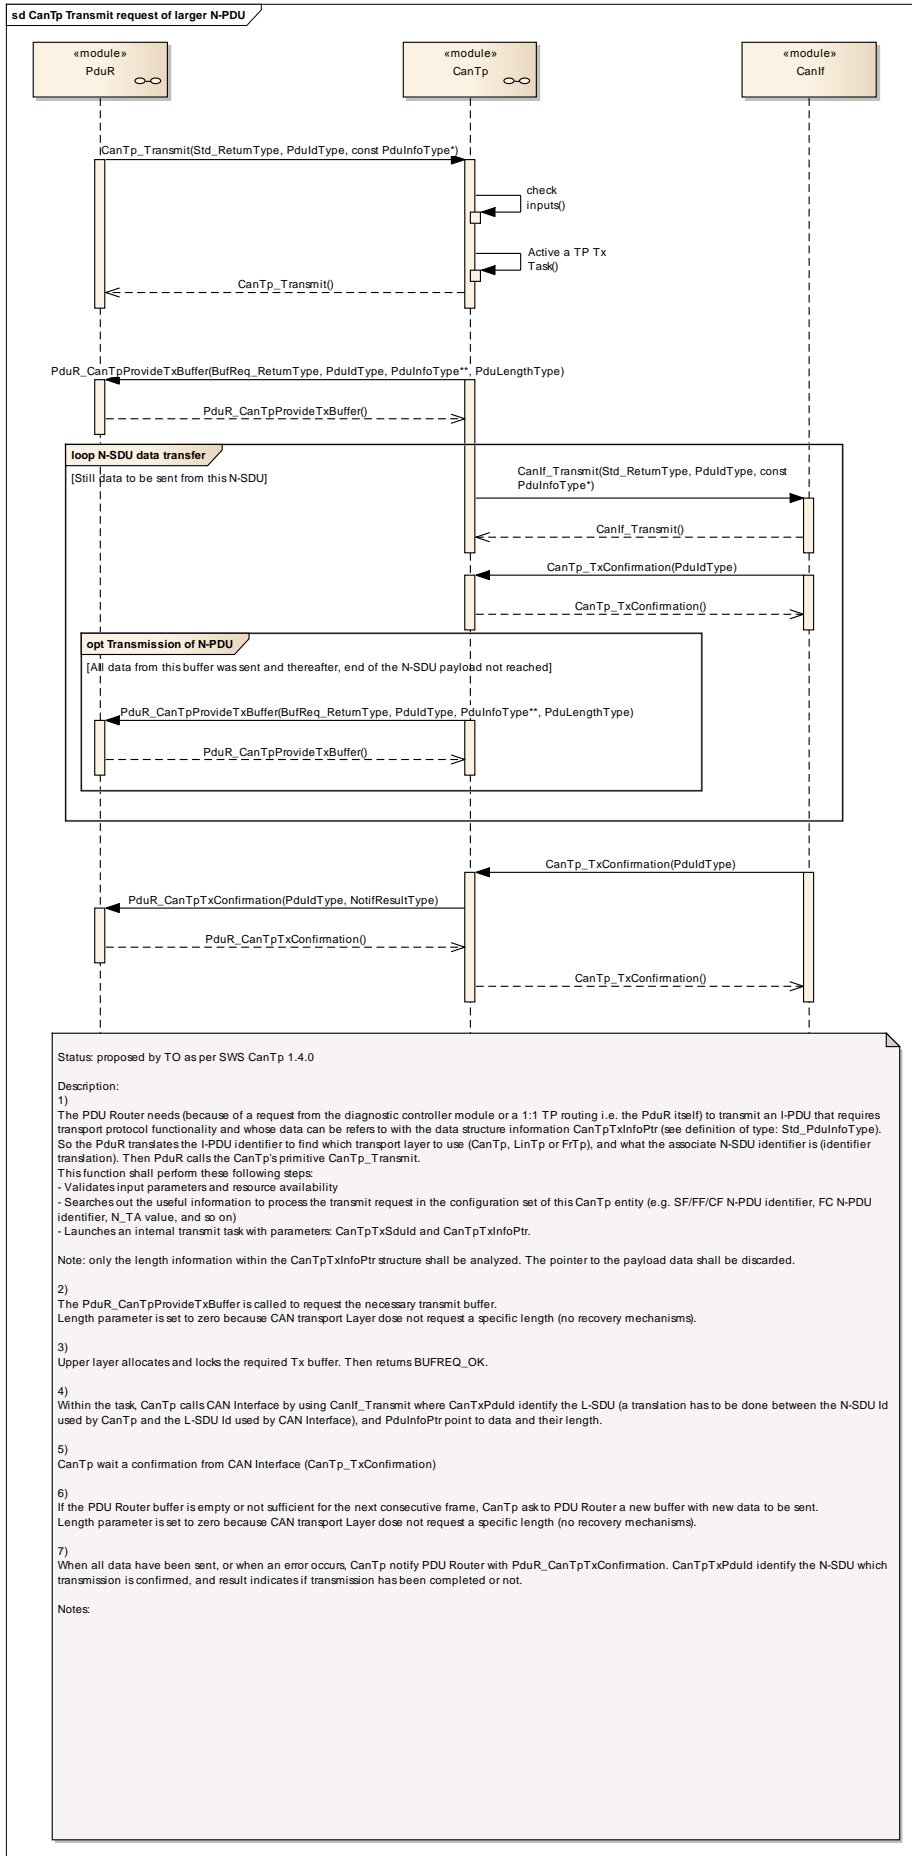 sd CanTp Transmit request of larger N-PDU
«module»
PduR
«module»
CanTp
«module»
CanIf
CanTp_Transmit(Std_ReturnType, PduIdType, const PduInfoType*)
check
inputs()
Active a TP Tx
Task()
CanTp_Transmit()
PduR_CanTpProvideTxBuffer(BufReq_ReturnType, PduIdType, PduInfoType**, PduLengthType)
PduR_CanTpProvideTxBuffer()
loop N-SDU data transfer
[Still data to be sent from this N-SDU]
CanIf_Transmit(Std_ReturnType, PduIdType, const
PduInfoType*)
CanIf_Transmit()
CanTp_TxConfirmation(PduIdType)
CanTp_TxConfirmation()
opt Transmission of N-PDU
[All data from this buffer was sent and thereafter, end of the N-SDU payload not reached]
PduR_CanTpProvideTxBuffer(BufReq_ReturnType, PduIdType, PduInfoType**, PduLengthType)
PduR_CanTpProvideTxBuffer()
CanTp_TxConfirmation(PduIdType)
PduR_CanTpTxConfirmation(PduIdType, NotifResultType)
PduR_CanTpTxConfirmation()
CanTp_TxConfirmation()
Status: proposed by TO as per SWS CanTp 1.4.0
Description:
1)
The PDU Router needs (because of a request from the diagnostic controller module or a 1:1 TP routing i.e. the PduR itself) to transmit an I-PDU that requires
transport protocol functionality and whose data can be refers to with the data structure information CanTpTxInfoPtr (see definition of type: Std_PduInfoType).
So the PduR translates the I-PDU identifier to find which transport layer to use (CanTp, LinTp or FrTp), and what the associate N-SDU identifier is (identifier
translation). Then PduR calls the CanTp's primitive CanTp_Transmit.
This function shall perform these following steps:
- Validates input parameters and resource availability
- Searches out the useful information to process the transmit request in the configuration set of this CanTp entity (e.g. SF/FF/CF N-PDU identifier, FC N-PDU
identifier, N_TA value, and so on)
- Launches an internal transmit task with parameters: CanTpTxSduId and CanTpTxInfoPtr.
Note: only the length information within the CanTpTxInfoPtr structure shall be analyzed. The pointer to the payload data shall be discarded.
2)
The PduR_CanTpProvideTxBuffer is called to request the necessary transmit buffer.
Length parameter is set to zero because CAN transport Layer dose not request a specific length (no recovery mechanisms).
3)
Upper layer allocates and locks the required Tx buffer. Then returns BUFREQ_OK.
4)
Within the task, CanTp calls CAN Interface by using CanIf_Transmit where CanTxPduId identify the L-SDU (a translation has to be done between the N-SDU Id
used by CanTp and the L-SDU Id used by CAN Interface), and PduInfoPtr point to data and their length.
5)
CanTp wait a confirmation from CAN Interface (CanTp_TxConfirmation)
6)
If the PDU Router buffer is empty or not sufficient for the next consecutive frame, CanTp ask to PDU Router a new buffer with new data to be sent.
Length parameter is set to zero because CAN transport Layer dose not request a specific length (no recovery mechanisms).
7)
When all data have been sent, or when an error occurs, CanTp notify PDU Router with PduR_CanTpTxConfirmation. CanTpTxPduId identify the N-SDU which
transmission is confirmed, and result indicates if transmission has been completed or not.
Notes: